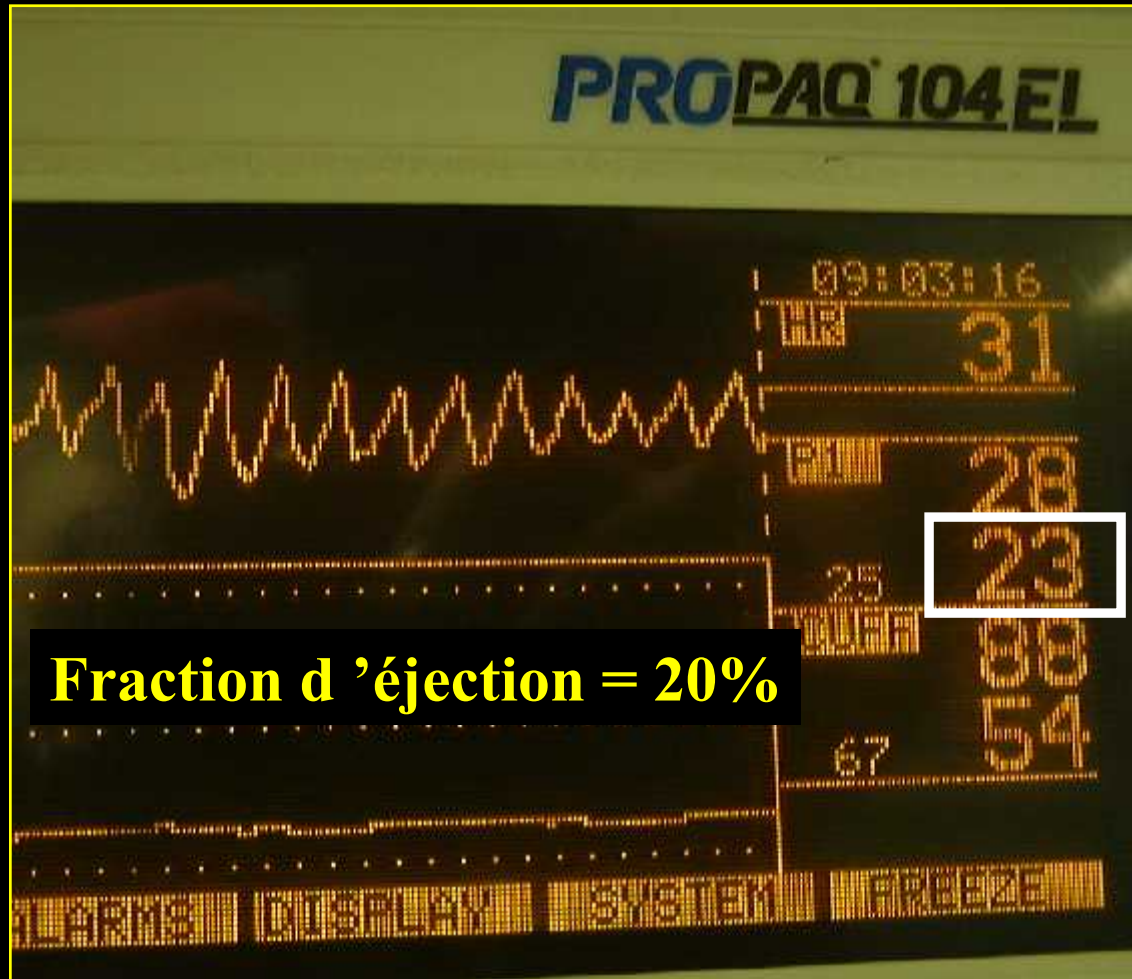 PROPAQ 104 EL
09:03:16
HR 31
P1 28
25 23
88
67 54
Fraction d ’éjection = 20%
ALARMS DISPLAY SYSTEM FREEZE